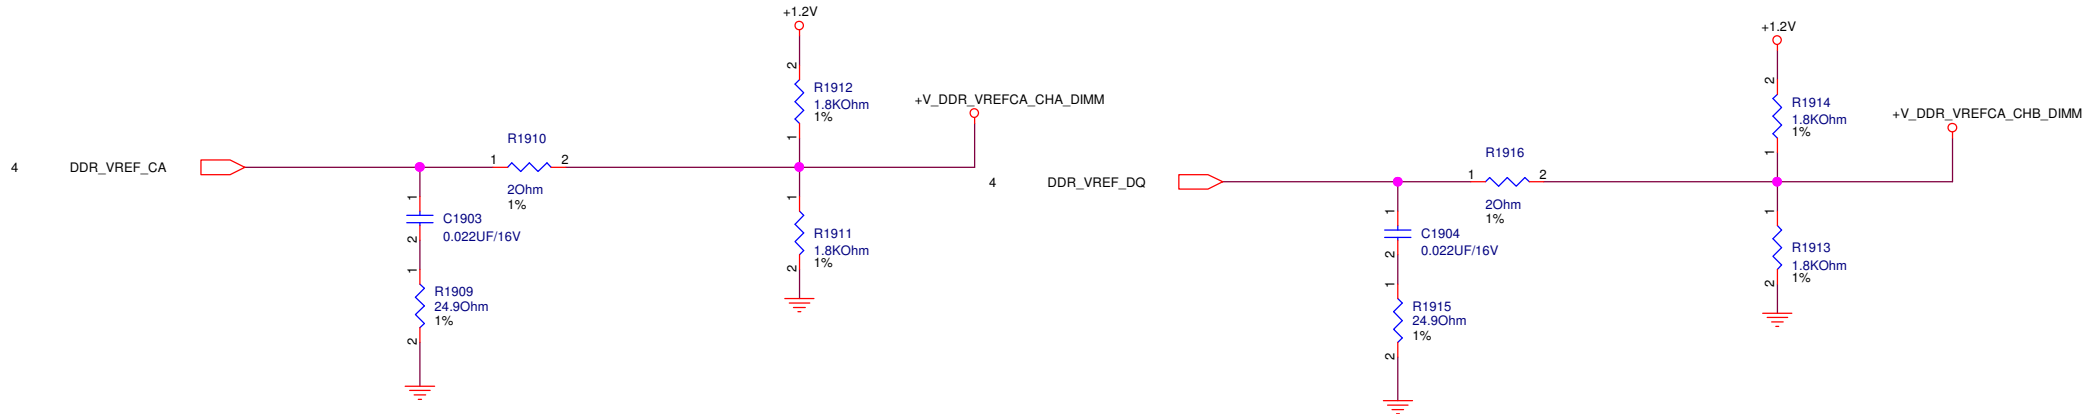 +1.2V
2
R1912
1.8KOhm
1%
1
+V_DDR_VREFCA_CHA_DIMM
R1910
4 DDR_VREF_CA
1 2
2Ohm
1%
1
C1903
0.022UF/16V
2
1
R1911
1.8KOhm
1%
2
1
R1909
24.9Ohm
1%
2
+1.2V
2
R1914
1.8KOhm
1%
1
+V_DDR_VREFCA_CHB_DIMM
R1916
4 DDR_VREF_DQ
1 2
2Ohm
1%
1
C1904
0.022UF/16V
2
1
R1913
1.8KOhm
1%
2
1
R1915
24.9Ohm
1%
2